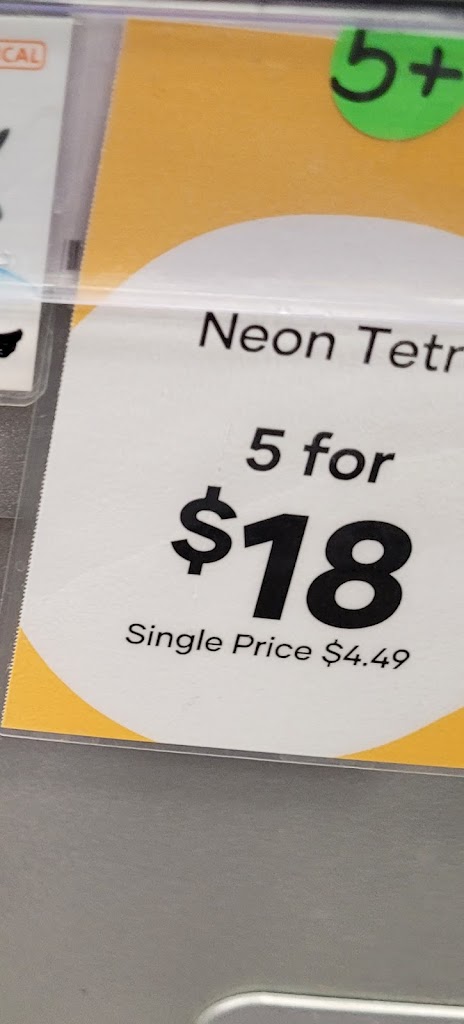 CAL
5+
Neon Tetr
5 for
$18
Single Price $4.49